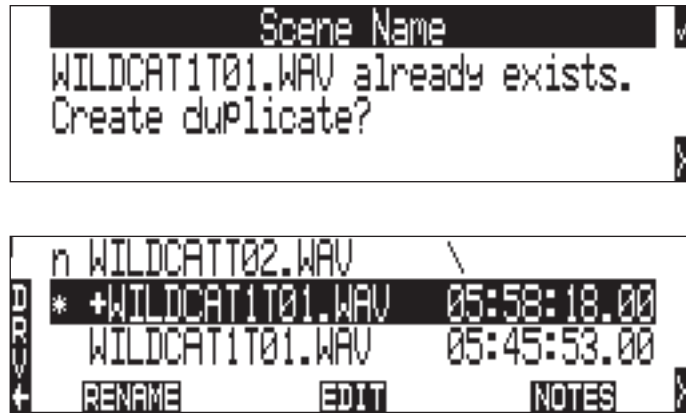 Scene Name
WILDCAT1T01.WAV already exists.
Create duplicate?
n WILDCATT02.WAV \
* +WILDCAT1T01.WAV 05:58:18.00
WILDCAT1T01.WAV 05:45:53.00
DRV
RENAME EDIT NOTES